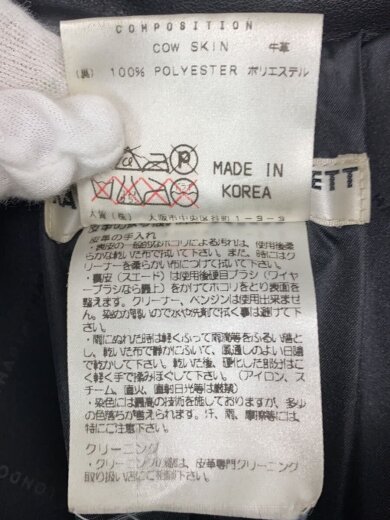 COMPOSITION
COW SKIN 牛革
(裏) 100% POLYESTER ポリエステル
P
MADE IN
KOREA
大賀(株) 大阪市中央区谷町1-9-9
ETT
皮革の手入れ
・表皮の一般的なホコリによる汚れは、使用後柔
らかな乾いた布で拭いて下さい。また、時にはク
リーナーを柔らかい布につけて拭いて下さい。
・裏皮(スエード)は使用後硬目ブラシ(ワイヤ
ーブラシなら最上)をかけてホコリをとり表面を
整えます。クリーナー、ベンジンは使用出来ませ
ん。染めが弱いので水や溶剤で拭く事は避けて下
さい。
・雨にぬれた時は軽くふって雨滴等をふるい落と
し、乾いた布で静かにふいて、風通しのよい日陰
で乾かして下さい。乾いた後、硬化した部分はご
く軽く手で揉みほぐして下さい。(アイロン、ス
チーム、直火、直射日光等は厳禁)
・染色には最高の技術を施しておりますが、多少
の色落ちが考えられます。汗、雨、摩擦等には、
特にご注意下さい。
クリーニング
・クリーニングの際は、皮革専門クリーニング
取り扱い店にお出し下さい。
LONDO